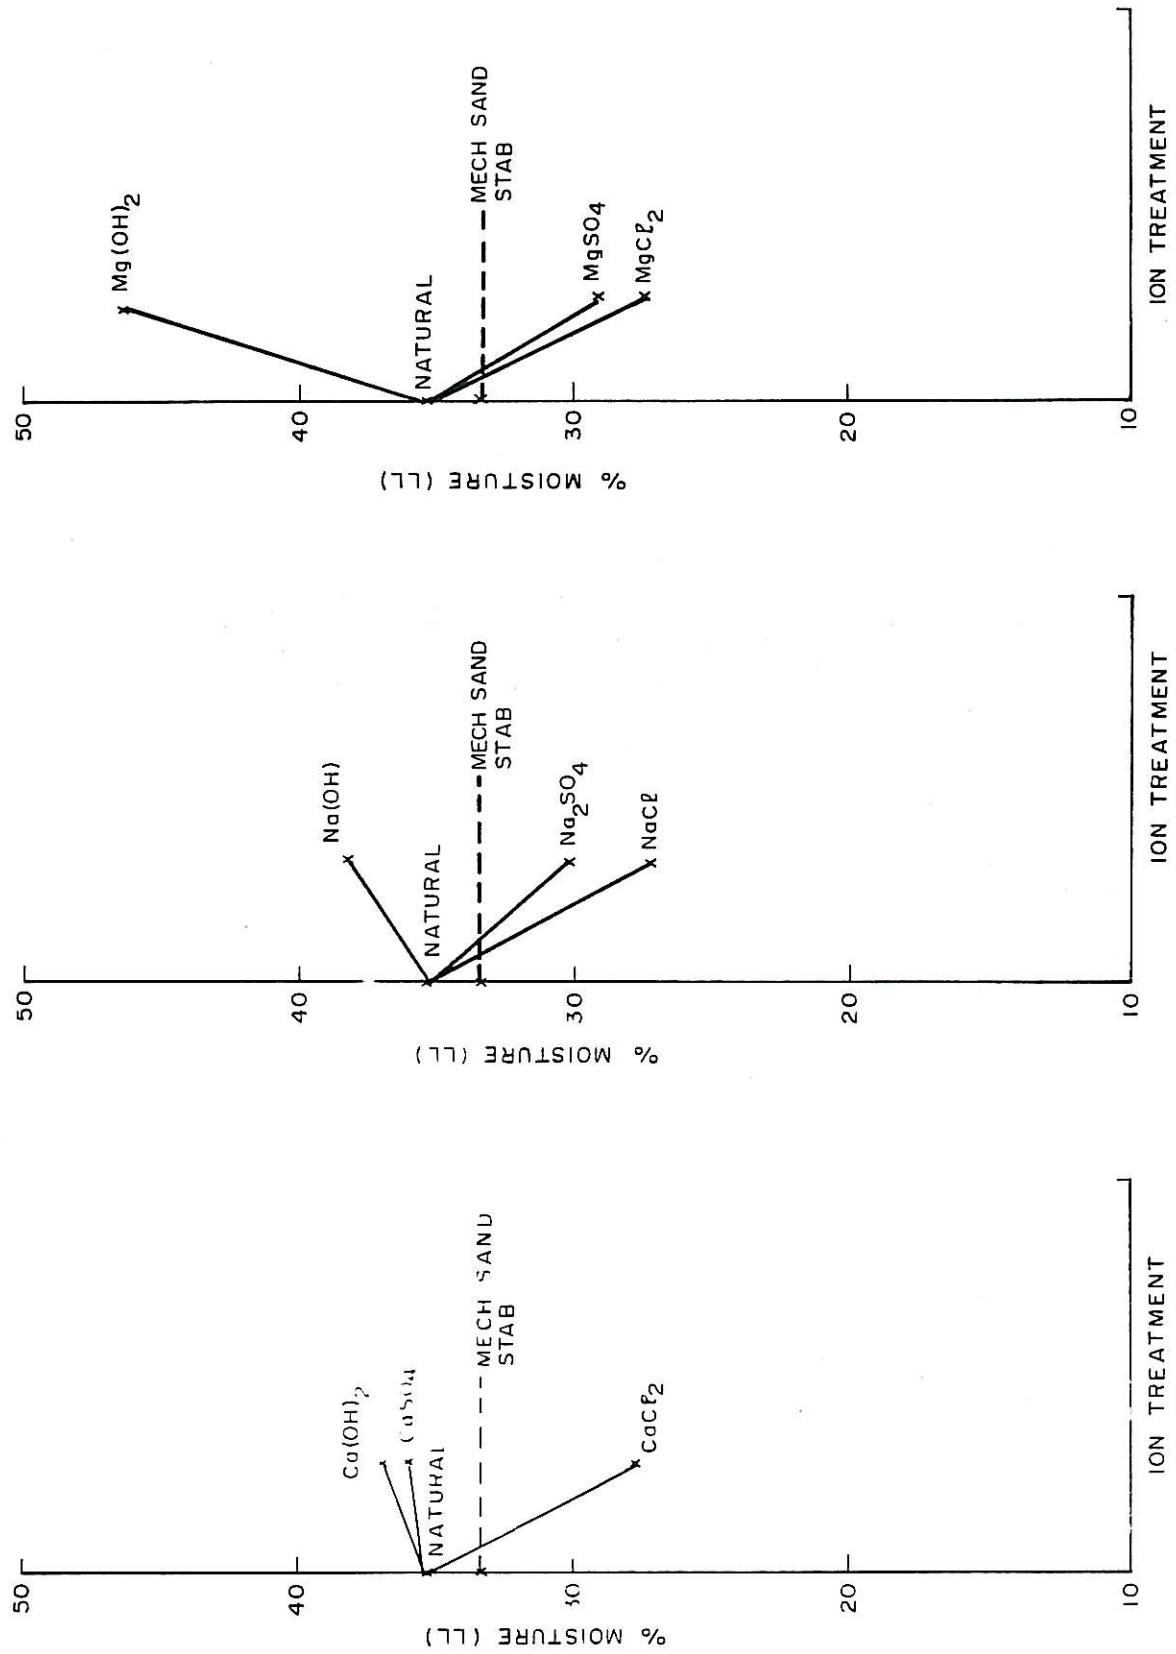 50
40
30
20
10
% MOISTURE (LL)
Ca(OH)2
CaSO4
NATURAL
MECH SAND
STAB
CaCl2
ION TREATMENT
50
40
30
20
10
% MOISTURE (LL)
Na(OH)
NATURAL
MECH SAND
STAB
Na2SO4
NaCl
ION TREATMENT
50
40
30
20
10
% MOISTURE (LL)
Mg(OH)2
NATURAL
MECH SAND
STAB
MgSO4
MgCl2
ION TREATMENT